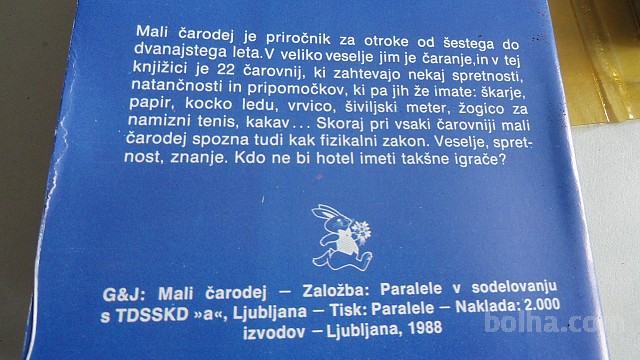 Mali čarodej je priročnik za otroke od šestega do
dvanajstega leta.V veliko veselje jim je čaranje,in v tej
knjižici je 22 čarovnij, ki zahtevajo nekaj spretnosti,
natančnosti in pripomočkov, ki pa jih že imate: škarje,
papir, kocko ledu, vrvico, šiviljski meter, žogico za
namizni tenis, kakav... Skoraj pri vsaki čarovniji mali
čarodej spozna tudi kak fizikalni zakon. Veselje, spret-
nost, znanje. Kdo ne bi hotel imeti takšne igrače?
G&J: Mali čarodej — Založba: Paralele v sodelovanju
s TDSSKD »a«, Ljubljana — Tisk: Paralele — Naklada: 2.000
izvodov — Ljubljana, 1988
bolha.com